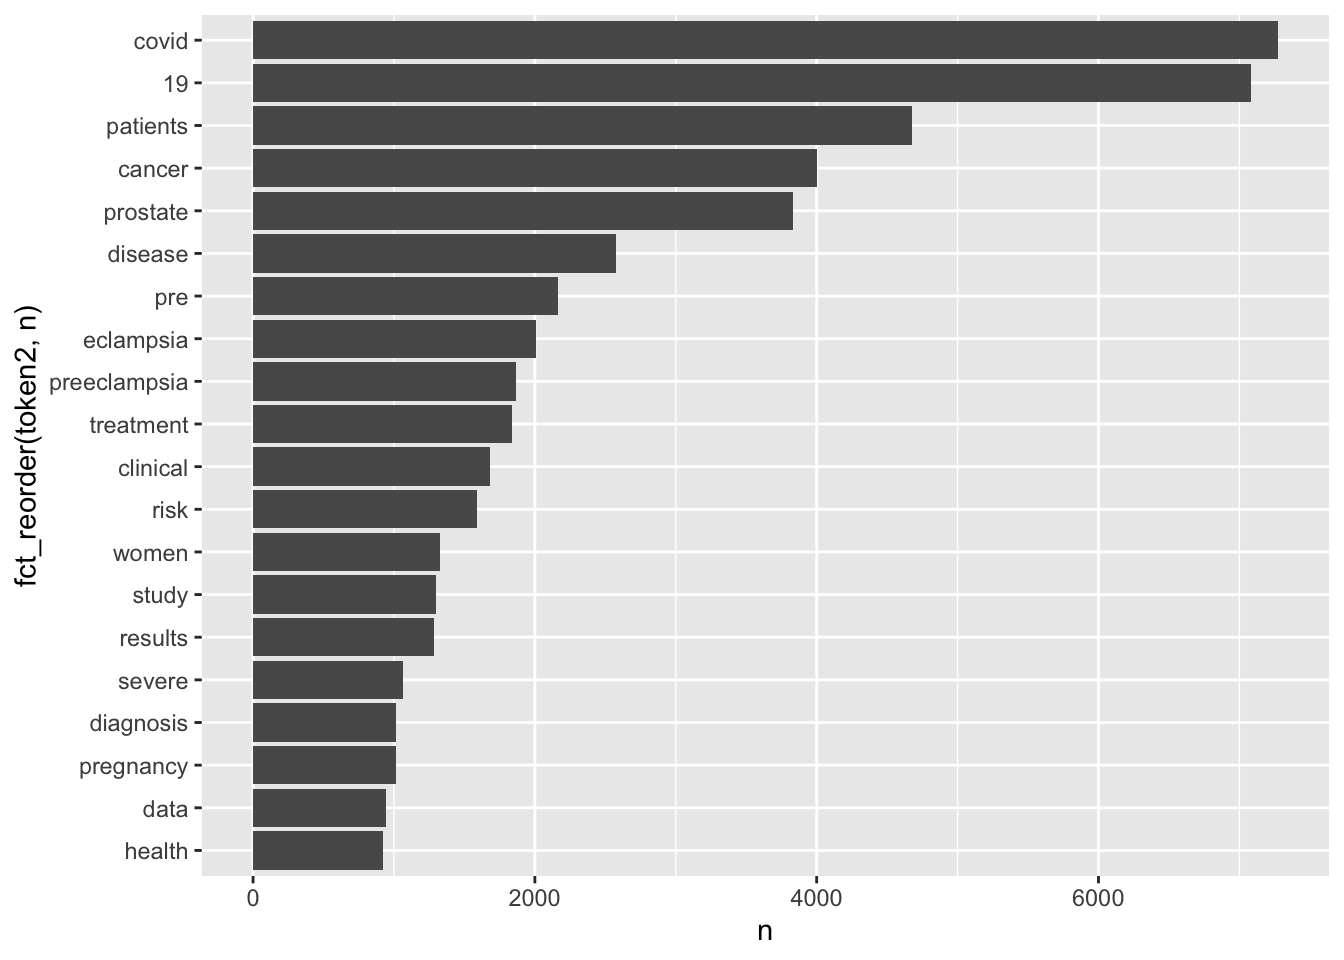 covid
19
patients
cancer
prostate
disease
pre
eclampsia
preeclampsia
treatment
clinical
risk
women
study
results
severe
diagnosis
pregnancy
data
health
fct_reorder(token2, n)
0 2000 4000 6000
n